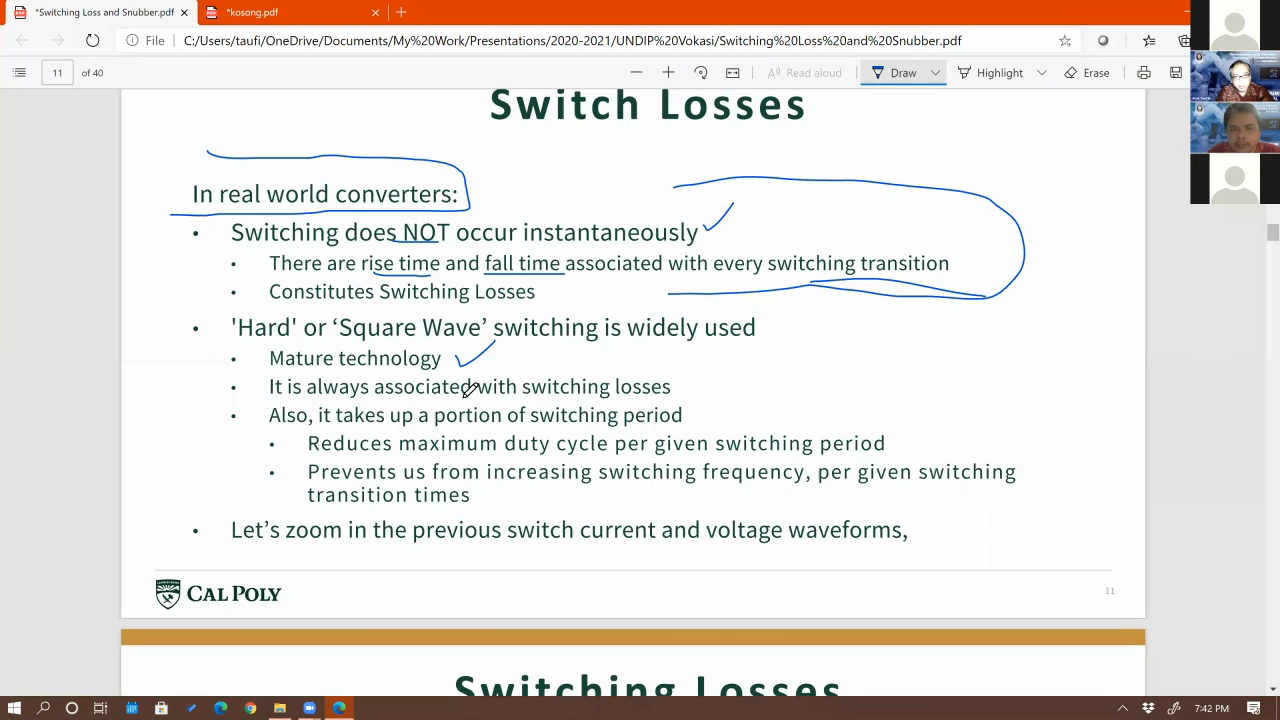 *Switching Loss and Snubber.pdf
*kosong.pdf
File
C:/Users/taufi/OneDrive/Documents/My%20Work/Presentations/2020-2021/UNDIP%20Vokasi/Switching%20Loss%20and%20Snubber.pdf
11 of 40
Read aloud
Draw
Highlight
Erase
Switch Losses
In real world converters:
• Switching does NOT occur instantaneously
• There are rise time and fall time associated with every switching transition
• Constitutes Switching Losses
• 'Hard' or ‘Square Wave’ switching is widely used
• Mature technology
• It is always associated with switching losses
• Also, it takes up a portion of switching period
• Reduces maximum duty cycle per given switching period
• Prevents us from increasing switching frequency, per given switching
transition times
• Let’s zoom in the previous switch current and voltage waveforms,
CAL POLY
11
Switching Losses
7:42 PM